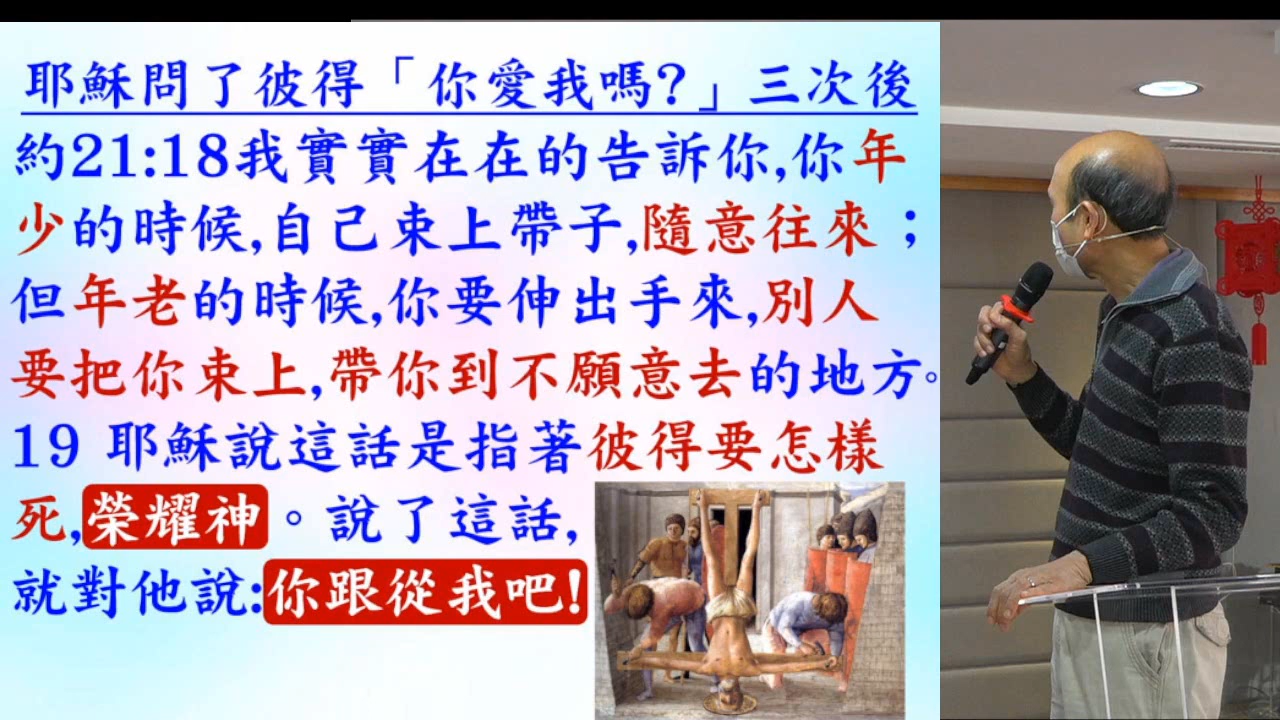 耶穌問了彼得「你愛我嗎?」三次後
約21:18我實實在在的告訴你,你年
少的時候,自己束上帶子,隨意往來；
但年老的時候,你要伸出手來,別人
要把你束上,帶你到不願意去的地方。
19 耶穌說這話是指著彼得要怎樣
死,榮耀神。說了這話,
就對他說:你跟從我吧!